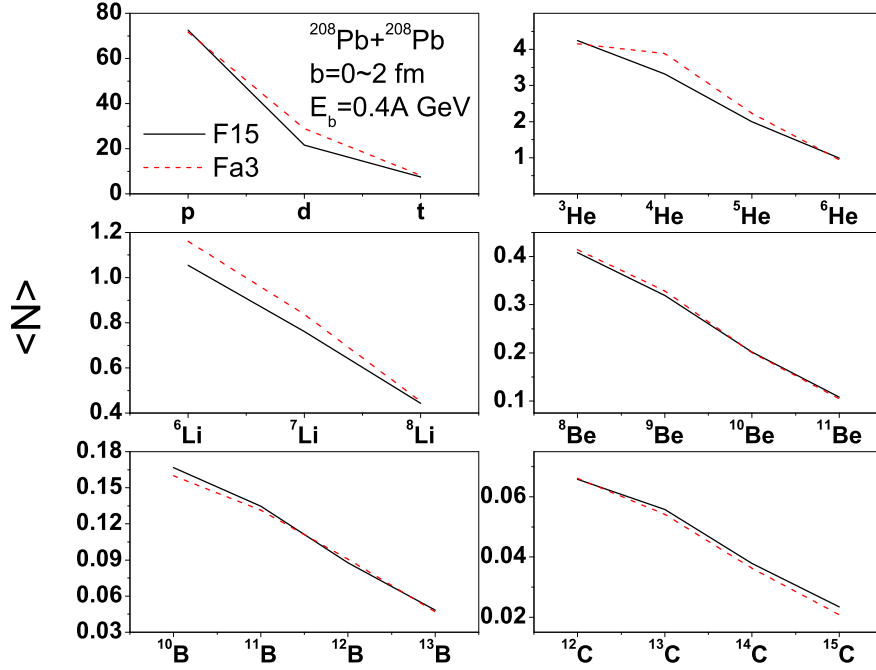 <N>
80
60
40
20
0
²⁰⁸Pb+²⁰⁸Pb
b=0~2 fm
E_b=0.4A GeV
F15
Fa3
p d t
4
3
2
1
³He ⁴He ⁵He ⁶He
1.2
1.0
0.8
0.6
0.4
⁶Li ⁷Li ⁸Li
0.4
0.3
0.2
0.1
⁸Be ⁹Be ¹⁰Be ¹¹Be
0.18
0.15
0.12
0.09
0.06
0.03
¹⁰B ¹¹B ¹²B ¹³B
0.06
0.04
0.02
¹²C ¹³C ¹⁴C ¹⁵C